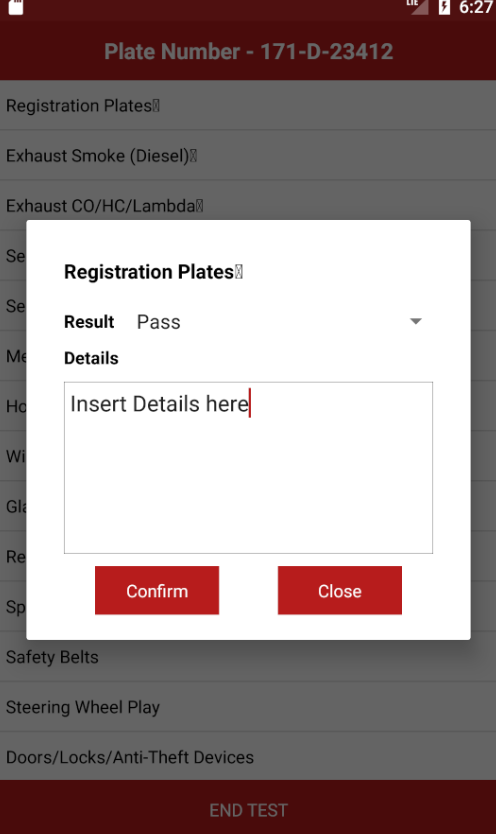 LTE 6:27
Plate Number - 171-D-23412
Registration Plates
Exhaust Smoke (Diesel)
Exhaust CO/HC/Lambda
Se
Se
Me
Ho
Wi
Gla
Re
Sp
Registration Plates
Result Pass
Details
Insert Details here
Confirm Close
Safety Belts
Steering Wheel Play
Doors/Locks/Anti-Theft Devices
END TEST